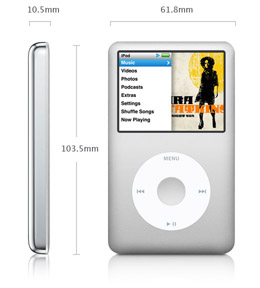 10.5mm
61.8mm
103.5mm
iPod
Music
Videos
Photos
Podcasts
Extras
Settings
Shuffle Songs
Now Playing
MENU